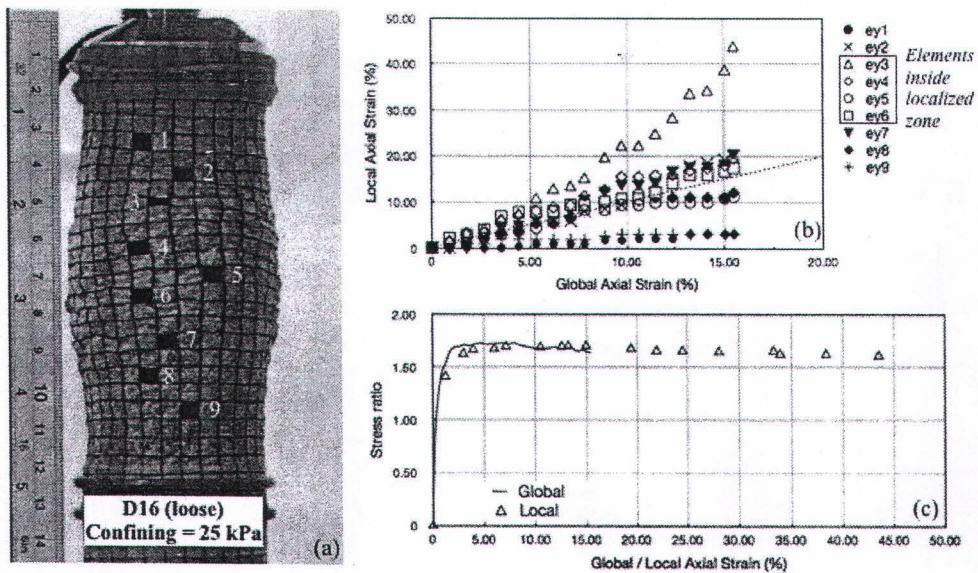 1
2
3
4
5
6
7
8
9
D16 (loose)
Confining = 25 kPa
(a)
50.00
40.00
30.00
20.00
10.00
0
Local Axial Strain (%)
0
5.00
10.00
15.00
20.00
Global Axial Strain (%)
(b)
ey1
ey2
ey3
ey4
ey5
ey6
ey7
ey8
ey9
Elements
inside
localized
zone
2.00
1.50
1.00
0.50
0
Stress ratio
Global
Local
0
5.00
10.00
15.00
20.00
25.00
30.00
35.00
40.00
45.00
50.00
Global / Local Axial Strain (%)
(c)